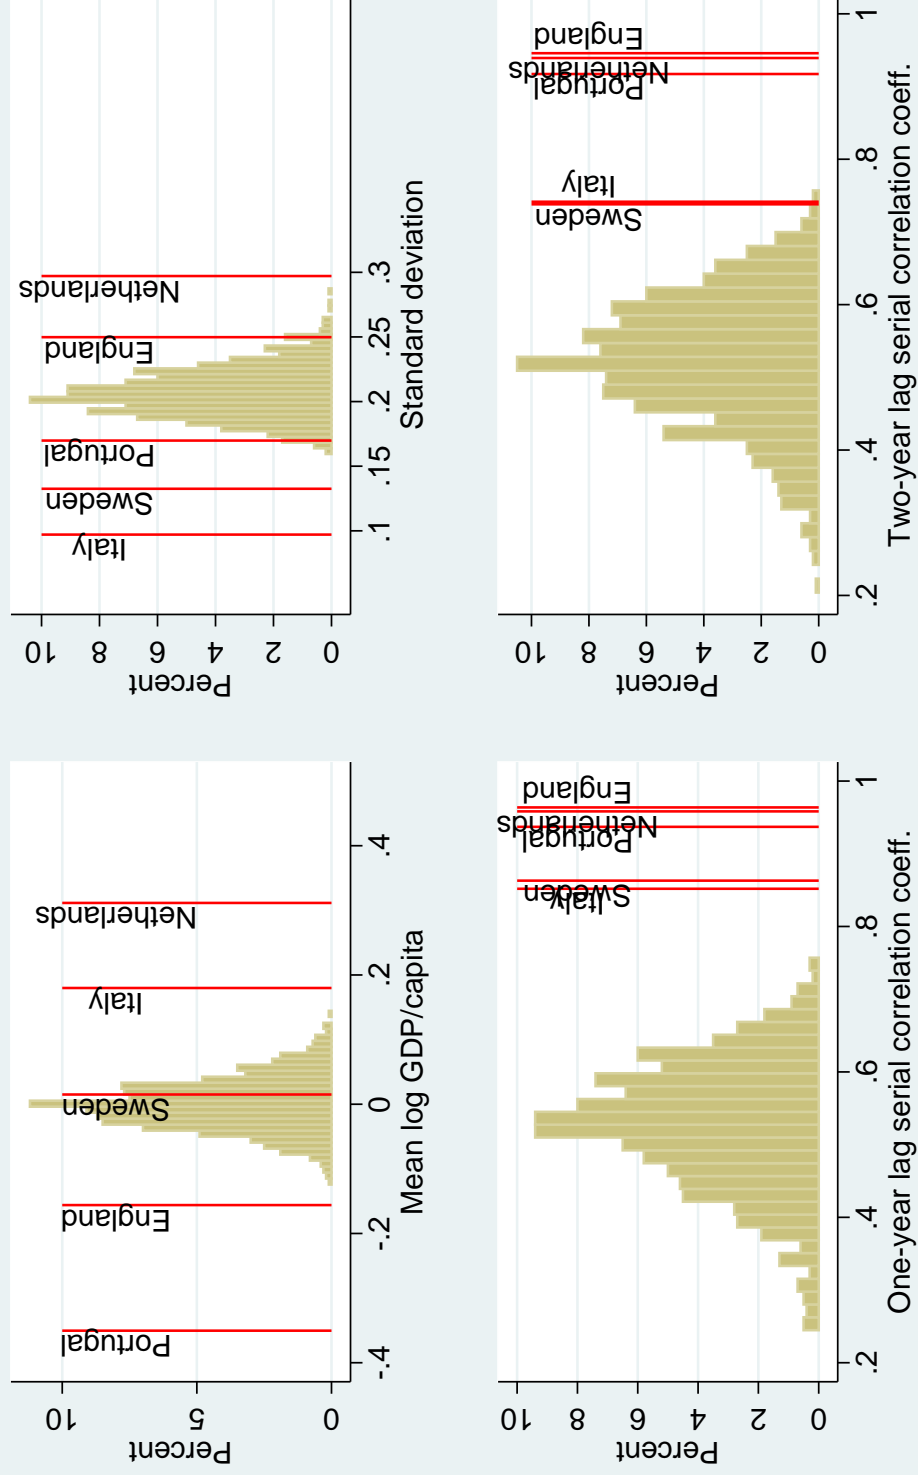 Percent
10
5
0
Portugal
England
Sweden
Italy
Netherlands
-.4
-.2
0
.2
.4
Mean log GDP/capita
Percent
10
8
6
4
2
0
Italy
Sweden
Portugal
England
Netherlands
.1
.15
.2
.25
.3
Standard deviation
Percent
10
8
6
4
2
0
Italy
Sweden
Portugal
Netherlands
England
.2
.4
.6
.8
1
One-year lag serial correlation coeff.
Percent
10
8
6
4
2
0
Sweden
Italy
Portugal
Netherlands
England
.2
.4
.6
.8
1
Two-year lag serial correlation coeff.